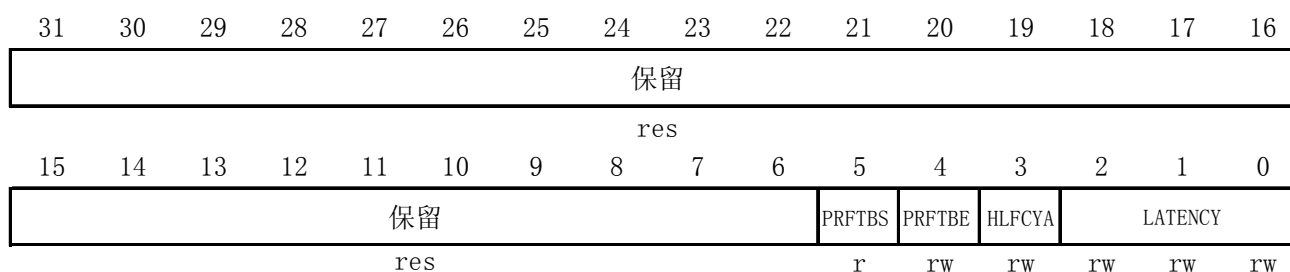 31 30 29 28 27 26 25 24 23 22 21 20 19 18 17 16
保留
res
15 14 13 12 11 10 9 8 7 6 5 4 3 2 1 0
保留 PRFTBS PRFTBE HLFCYA LATENCY
res r rw rw rw rw rw